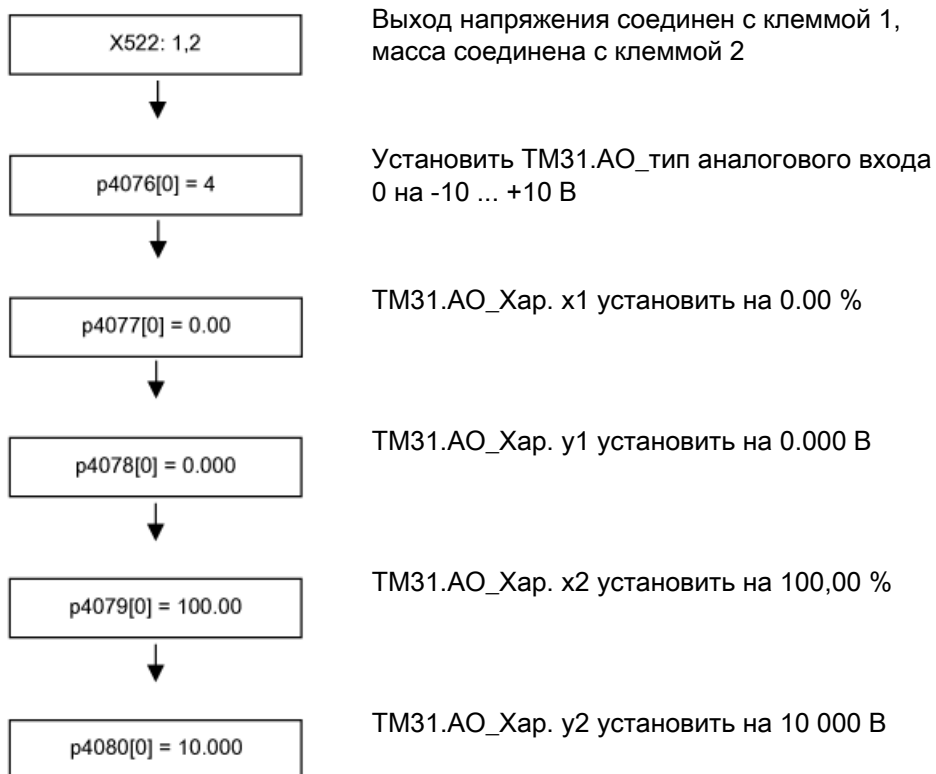 X522: 1,2
Выход напряжения соединен с клеммой 1,
масса соединена с клеммой 2
p4076[0] = 4
Установить TM31.AO_тип аналогового входа
0 на -10 ... +10 В
p4077[0] = 0.00
TM31.AO_Хар. x1 установить на 0.00 %
p4078[0] = 0.000
TM31.AO_Хар. y1 установить на 0.000 В
p4079[0] = 100.00
TM31.AO_Хар. x2 установить на 100,00 %
p4080[0] = 10.000
TM31.AO_Хар. y2 установить на 10 000 В